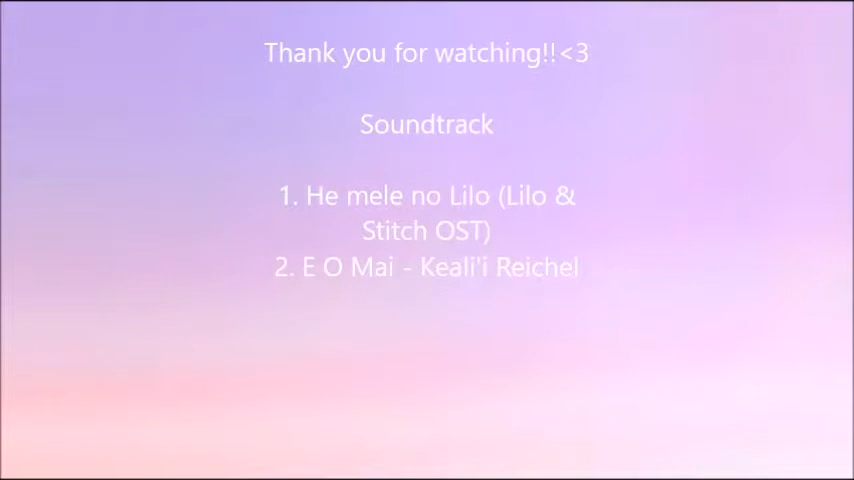 Thank you for watching!!<3
Soundtrack
1. He mele no Lilo (Lilo &
Stitch OST)
2. E O Mai - Keali'i Reichel